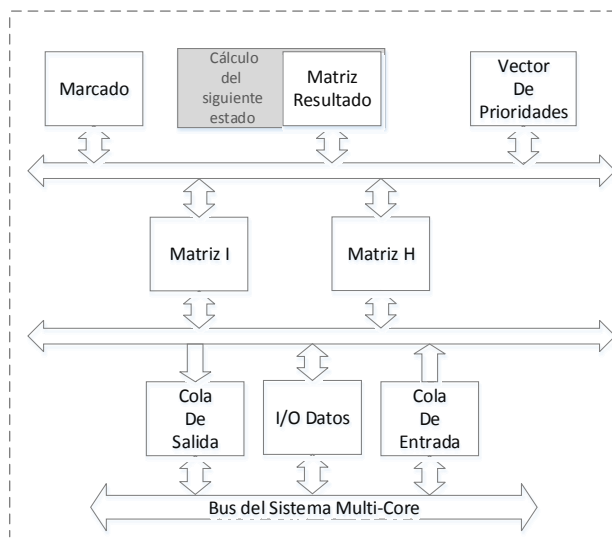 Marcado
Cálculo
del
siguiente
estado
Matriz
Resultado
Vector
De
Prioridades
Matriz I
Matriz H
Cola
De
Salida
I/O Datos
Cola
De
Entrada
Bus del Sistema Multi-Core